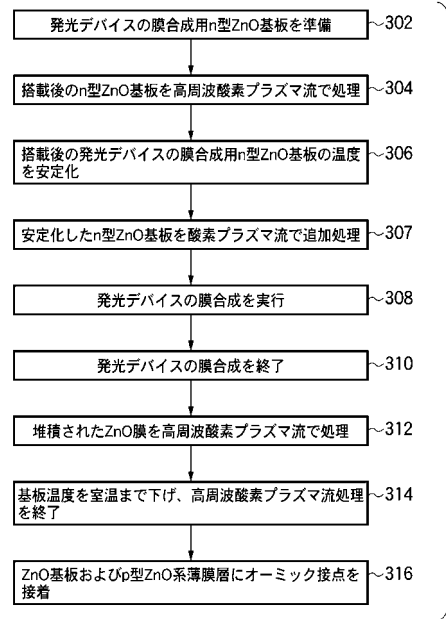 発光デバイスの膜合成用n型ZnO基板を準備
302
搭載後のn型ZnO基板を高周波酸素プラズマ流で処理
304
搭載後の発光デバイスの膜合成用n型ZnO基板の温度
を安定化
306
安定化したn型ZnO基板を酸素プラズマ流で追加処理
307
発光デバイスの膜合成を実行
308
発光デバイスの膜合成を終了
310
堆積されたZnO膜を高周波酸素プラズマ流で処理
312
基板温度を室温まで下げ、高周波酸素プラズマ流処理
を終了
314
ZnO基板およびp型ZnO系薄膜層にオーミック接点を
接着
316